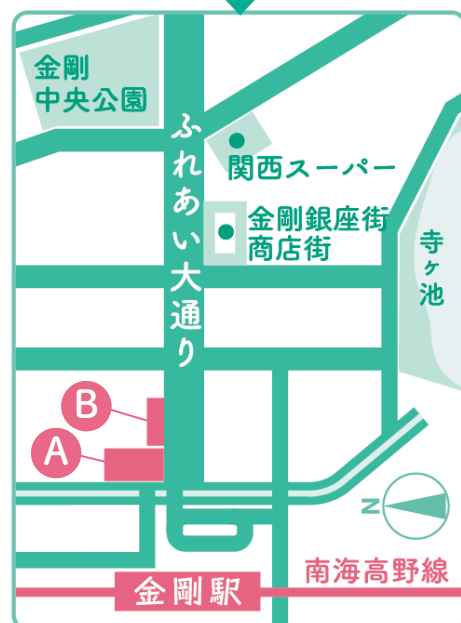 金剛
中央公園
ふれあい大通り
関西スーパー
金剛銀座街
商店街
寺ヶ池
B
A
N
南海高野線
金剛駅